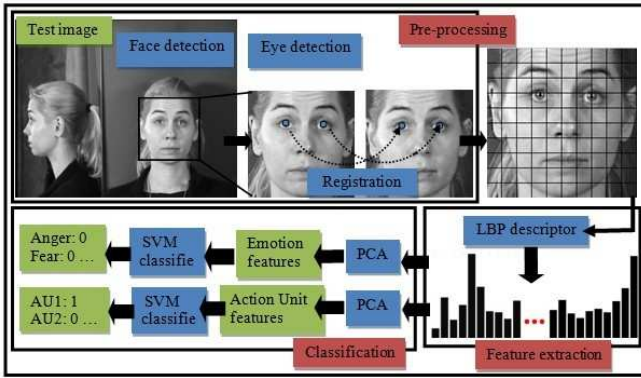 Test image
Face detection
Eye detection
Pre-processing
Registration
LBP descriptor
Feature extraction
PCA
Emotion
features
SVM
classifie
Anger: 0
Fear: 0 ...
PCA
Action Unit
features
SVM
classifie
AU1: 1
AU2: 0 ...
Classification